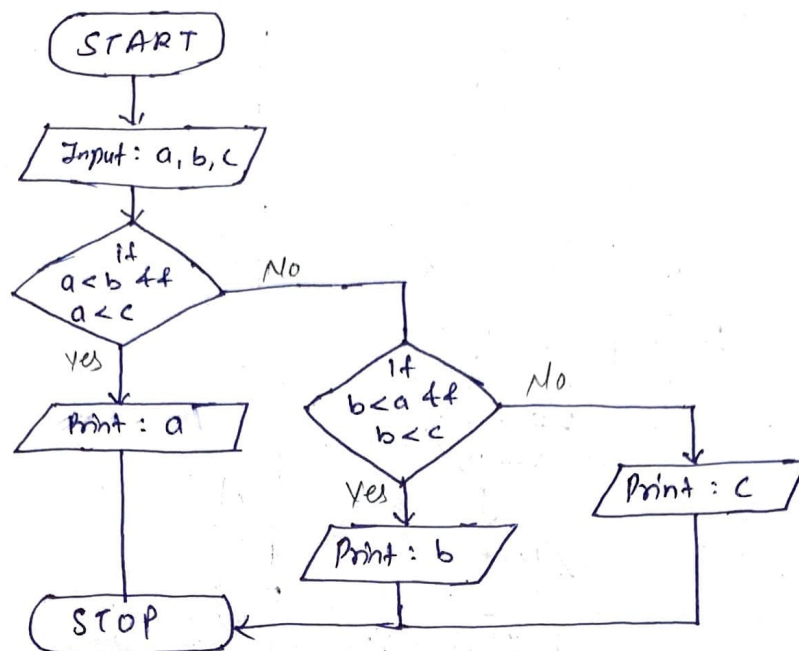 START
Input: a, b, c
if
a < b &&
a < c
No
Yes
Print: a
if
b < a &&
b < c
No
Yes
Print: b
Print: c
STOP